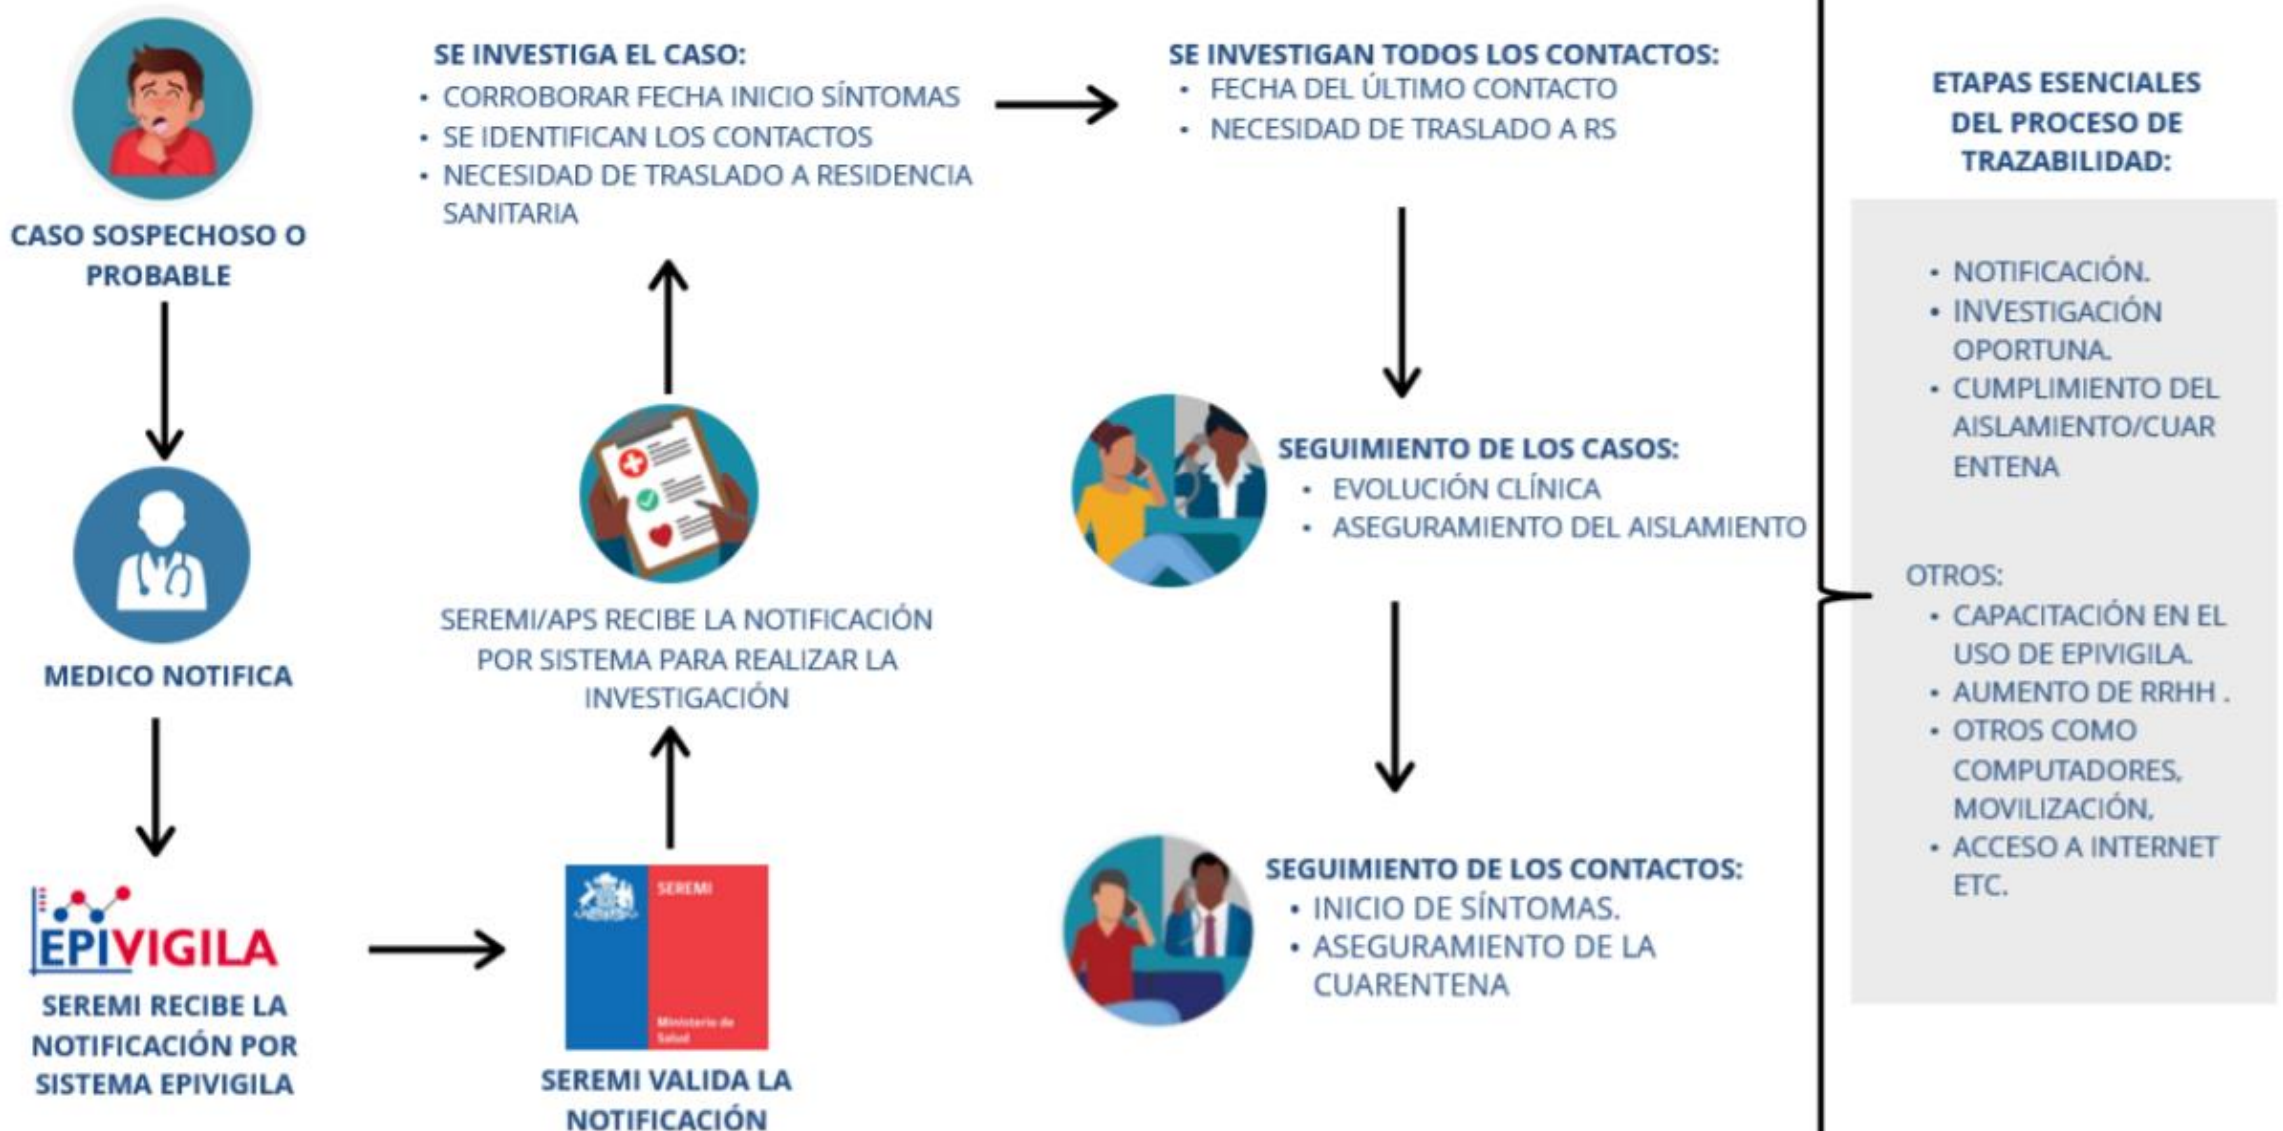 CASO SOSPECHOSO O
PROBABLE
MEDICO NOTIFICA
EPIVIGILA
SEREMI RECIBE LA
NOTIFICACIÓN POR
SISTEMA EPIVIGILA
SEREMI
Ministerio de
Salud
SEREMI VALIDA LA
NOTIFICACIÓN
SEREMI/APS RECIBE LA NOTIFICACIÓN
POR SISTEMA PARA REALIZAR LA
INVESTIGACIÓN
SE INVESTIGA EL CASO:
• CORROBORAR FECHA INICIO SÍNTOMAS
• SE IDENTIFICAN LOS CONTACTOS
• NECESIDAD DE TRASLADO A RESIDENCIA
SANITARIA
SE INVESTIGAN TODOS LOS CONTACTOS:
• FECHA DEL ÚLTIMO CONTACTO
• NECESIDAD DE TRASLADO A RS
SEGUIMIENTO DE LOS CASOS:
• EVOLUCIÓN CLÍNICA
• ASEGURAMIENTO DEL AISLAMIENTO
SEGUIMIENTO DE LOS CONTACTOS:
• INICIO DE SÍNTOMAS.
• ASEGURAMIENTO DE LA
CUARENTENA
ETAPAS ESENCIALES
DEL PROCESO DE
TRAZABILIDAD:
• NOTIFICACIÓN.
• INVESTIGACIÓN
OPORTUNA.
• CUMPLIMIENTO DEL
AISLAMIENTO/CUAR
ENTENA
OTROS:
• CAPACITACIÓN EN EL
USO DE EPIVIGILA.
• AUMENTO DE RRHH .
• OTROS COMO
COMPUTADORES,
MOVILIZACIÓN,
• ACCESO A INTERNET
ETC.